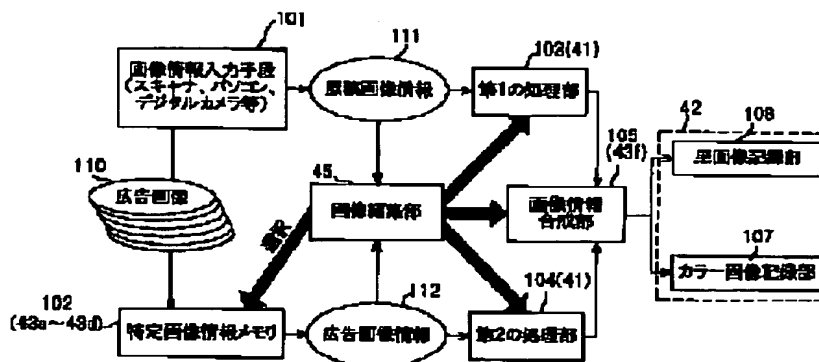 101
画像情報入力手段
(スキャナ、パソコン、
デジタルカメラ等)
111
原稿画像情報
103(41)
第1の処理部
110
広告画像
45
画像編集部
選択
105
(43f)
画像情報
合成部
42
黒画像記録部
107
カラー画像記録部
102
(43a~43d)
特定画像情報メモリ
112
広告画像情報
104(41)
第2の処理部